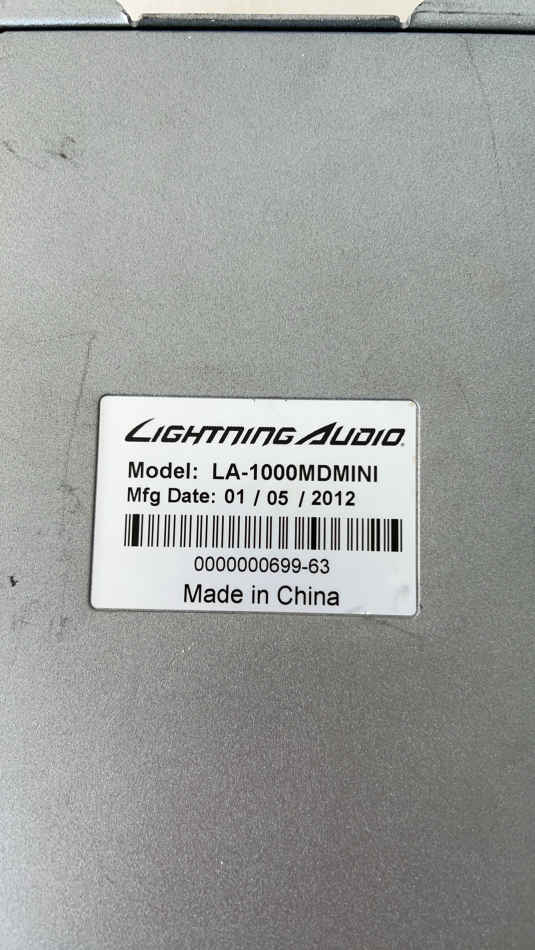 LIGHTNING AUDIO
Model: LA-1000MDMINI
Mfg Date: 01 / 05 / 2012
0000000699-63
Made in China